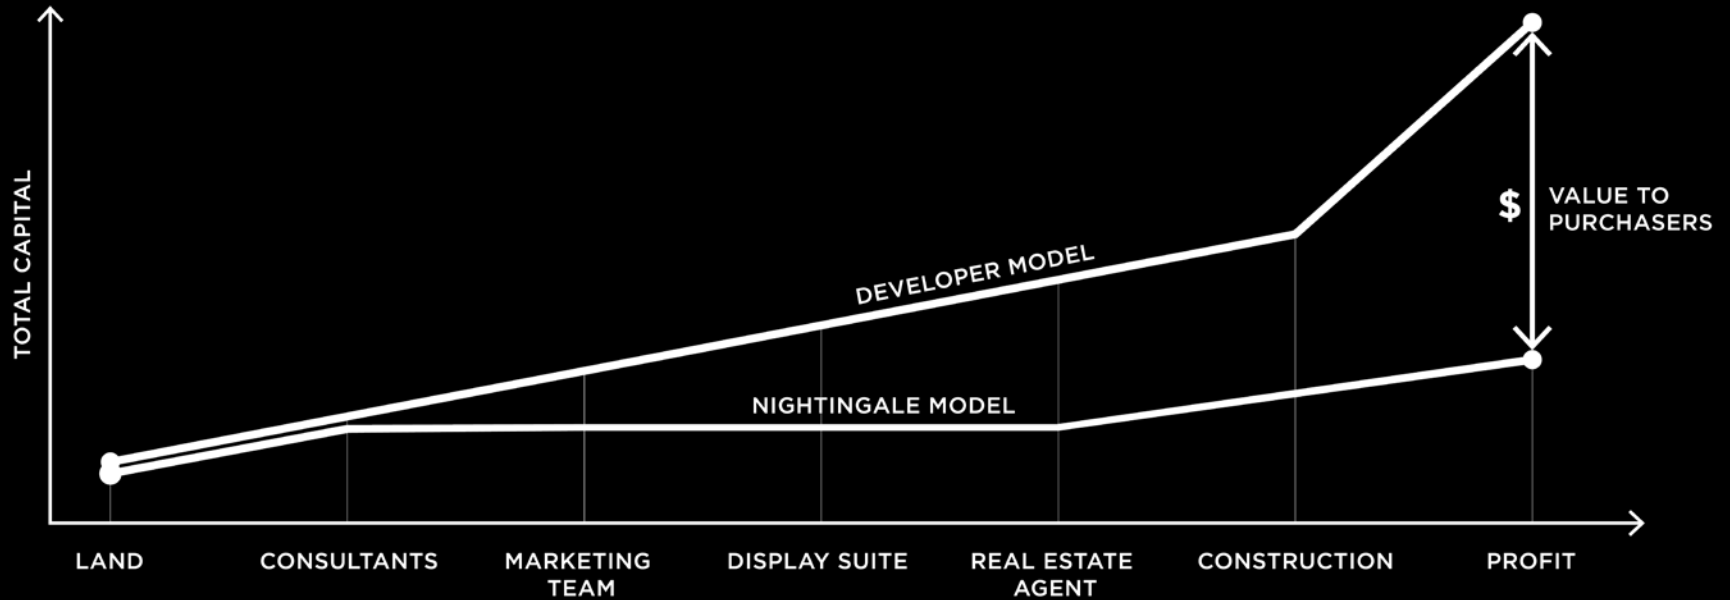 TOTAL CAPITAL
DEVELOPER MODEL
NIGHTINGALE MODEL
$
VALUE TO
PURCHASERS
LAND
CONSULTANTS
MARKETING
TEAM
DISPLAY SUITE
REAL ESTATE
AGENT
CONSTRUCTION
PROFIT